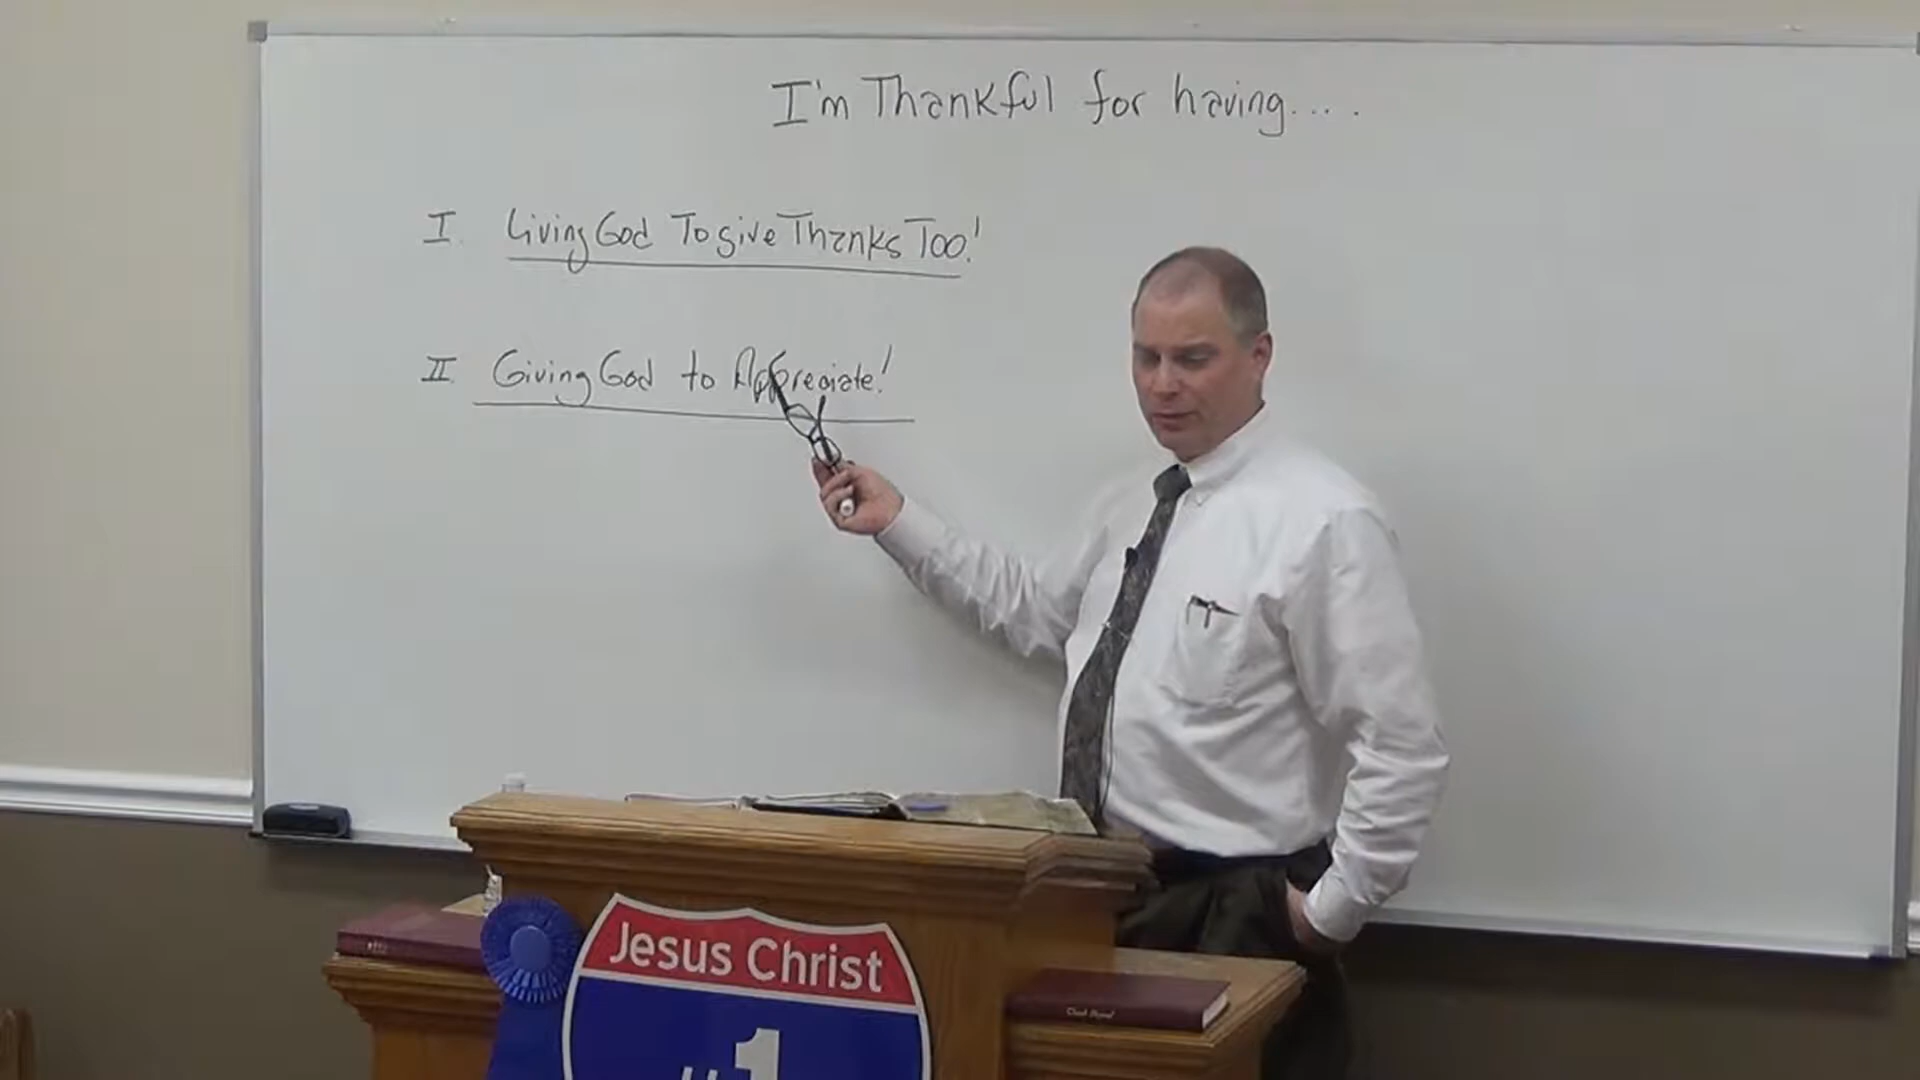 I'm Thankful for having....
I. Living God To give Thanks Too!
II. Giving God to Appreciate!
Jesus Christ
#1